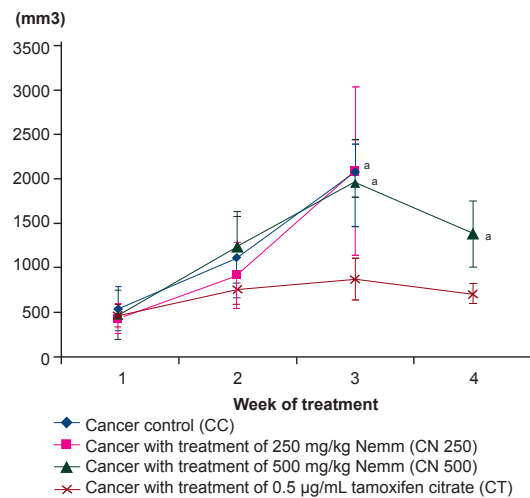 (mm3)
3500
3000
2500
2000
1500
1000
500
0
a
a
a
1 2 3 4
Week of treatment
Cancer control (CC)
Cancer with treatment of 250 mg/kg Nemm (CN 250)
Cancer with treatment of 500 mg/kg Nemm (CN 500)
Cancer with treatment of 0.5 µg/mL tamoxifen citrate (CT)